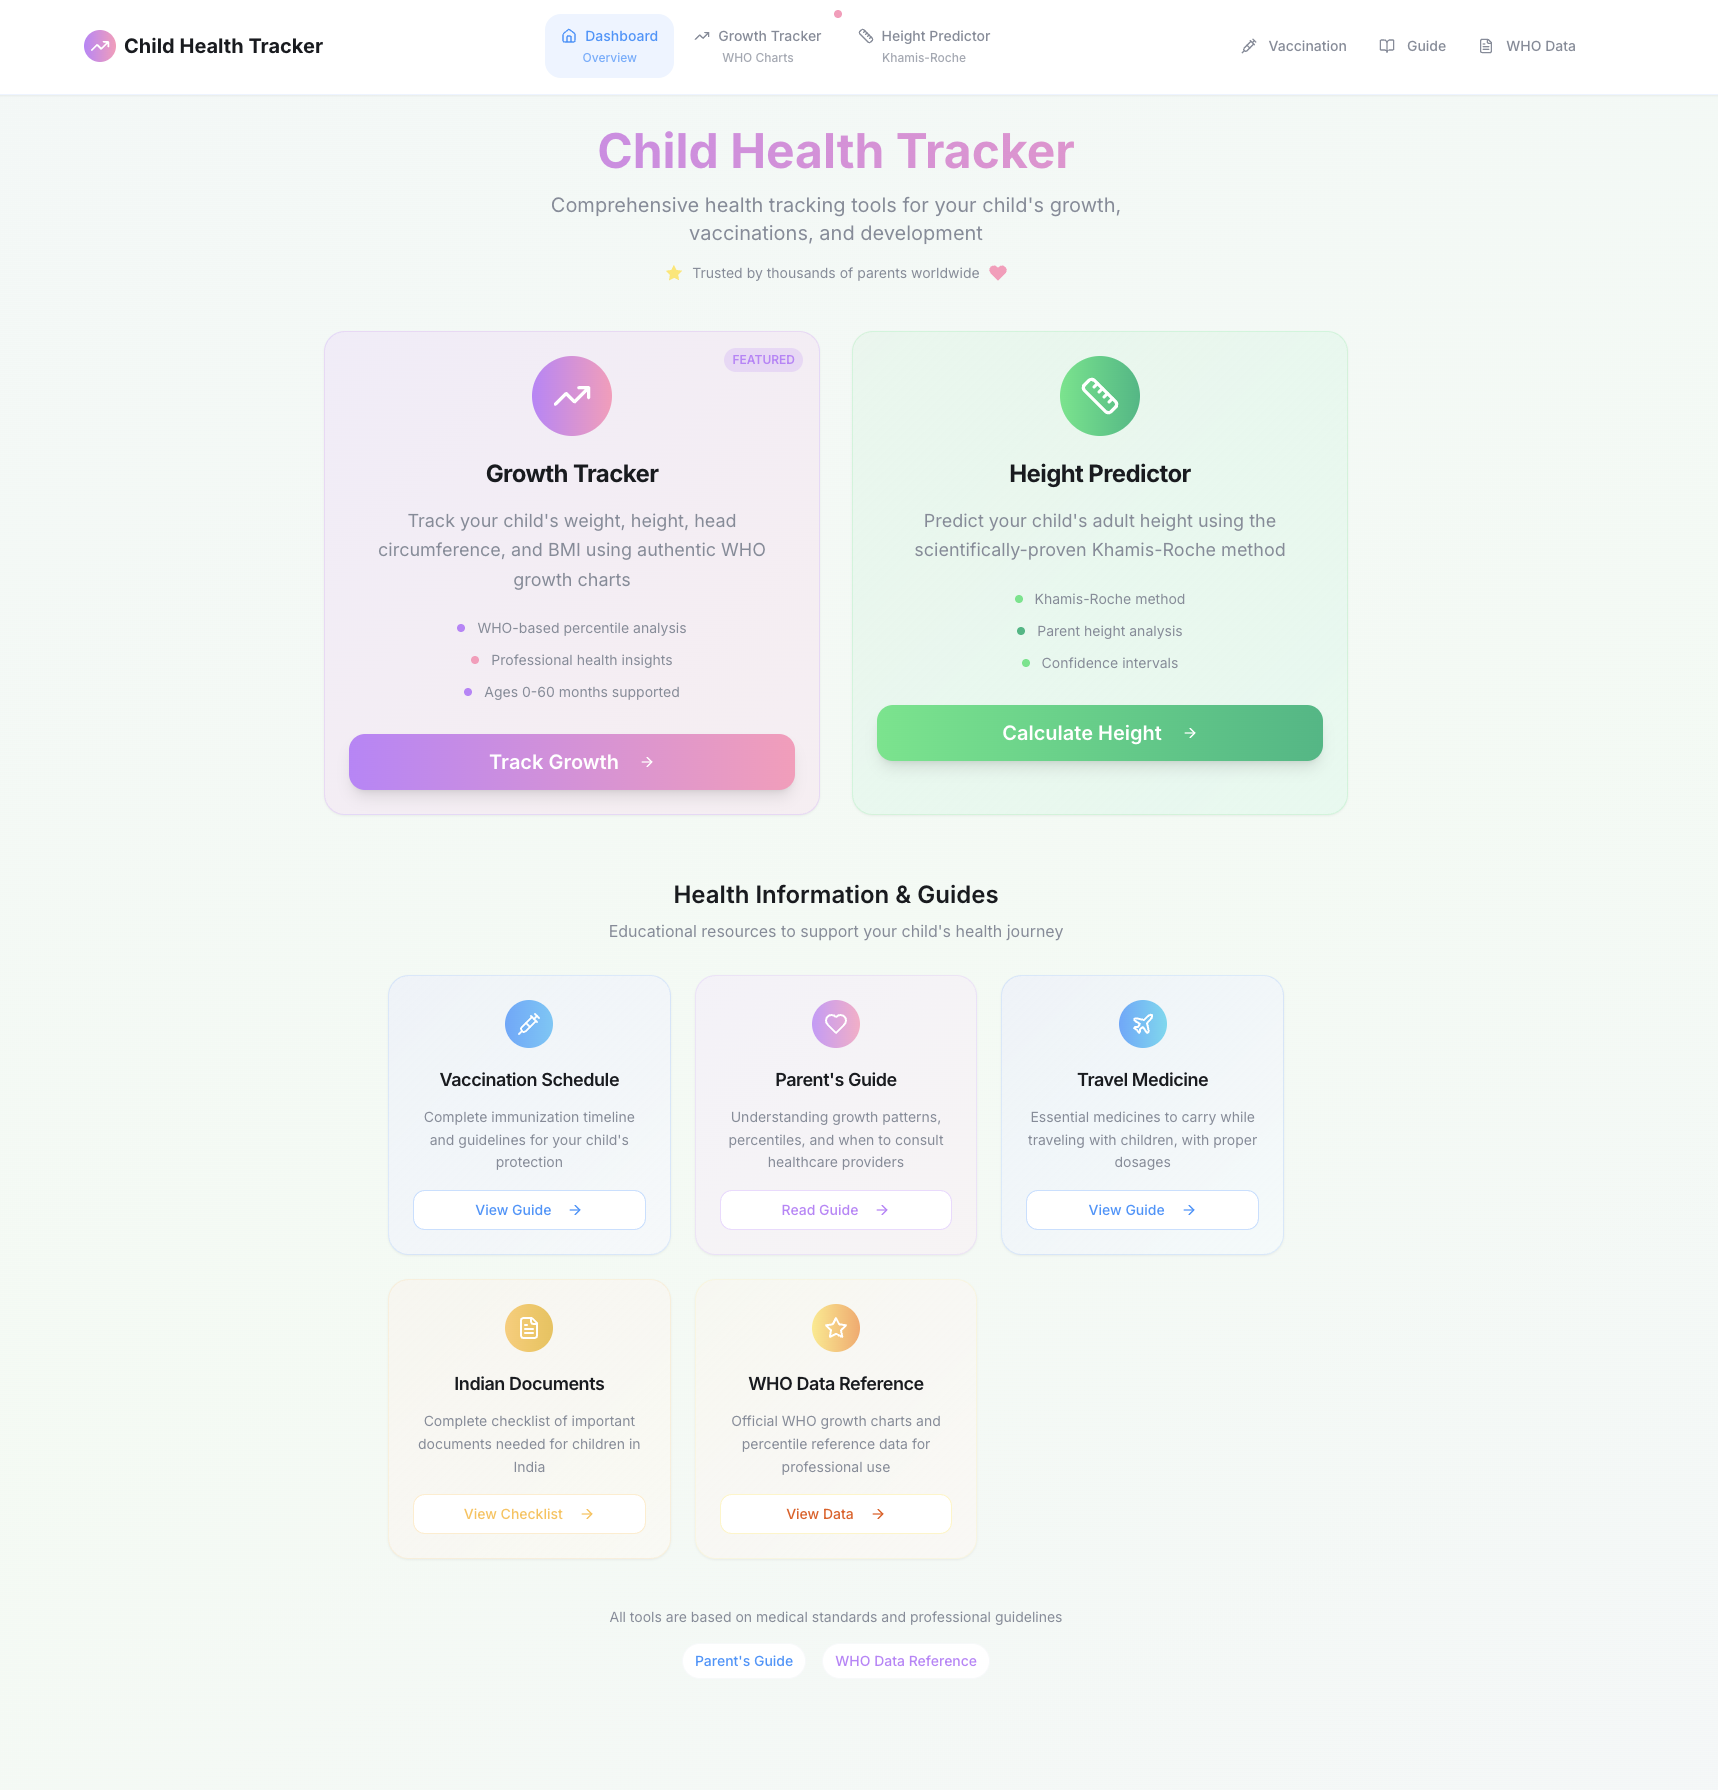 Child Health Tracker
Dashboard
Overview
Growth Tracker
WHO Charts
Height Predictor
Khamis-Roche
Vaccination
Guide
WHO Data
Child Health Tracker
Comprehensive health tracking tools for your child's growth,
vaccinations, and development
Trusted by thousands of parents worldwide
FEATURED
Growth Tracker
Track your child's weight, height, head
circumference, and BMI using authentic WHO
growth charts
WHO-based percentile analysis
Professional health insights
Ages 0-60 months supported
Track Growth
Height Predictor
Predict your child's adult height using the
scientifically-proven Khamis-Roche method
Khamis-Roche method
Parent height analysis
Confidence intervals
Calculate Height
Health Information & Guides
Educational resources to support your child's health journey
Vaccination Schedule
Complete immunization timeline
and guidelines for your child's
protection
View Guide
Parent's Guide
Understanding growth patterns,
percentiles, and when to consult
healthcare providers
Read Guide
Travel Medicine
Essential medicines to carry while
traveling with children, with proper
dosages
View Guide
Indian Documents
Complete checklist of important
documents needed for children in
India
View Checklist
WHO Data Reference
Official WHO growth charts and
percentile reference data for
professional use
View Data
All tools are based on medical standards and professional guidelines
Parent's Guide
WHO Data Reference